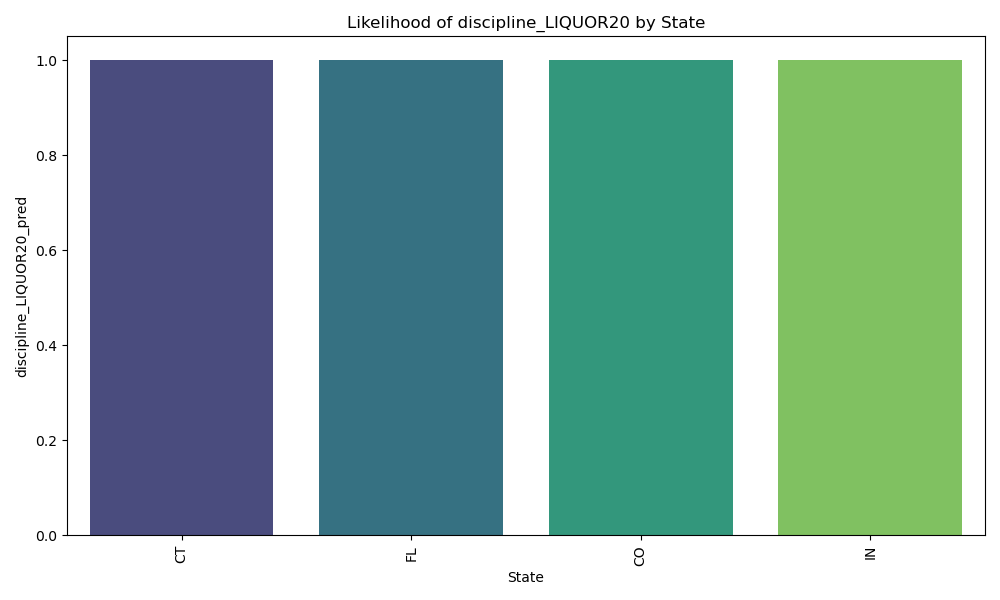 Likelihood of discipline_LIQUOR20 by State
discipline_LIQUOR20_pred
1.0
0.8
0.6
0.4
0.2
0.0
CT
FL
CO
IN
State